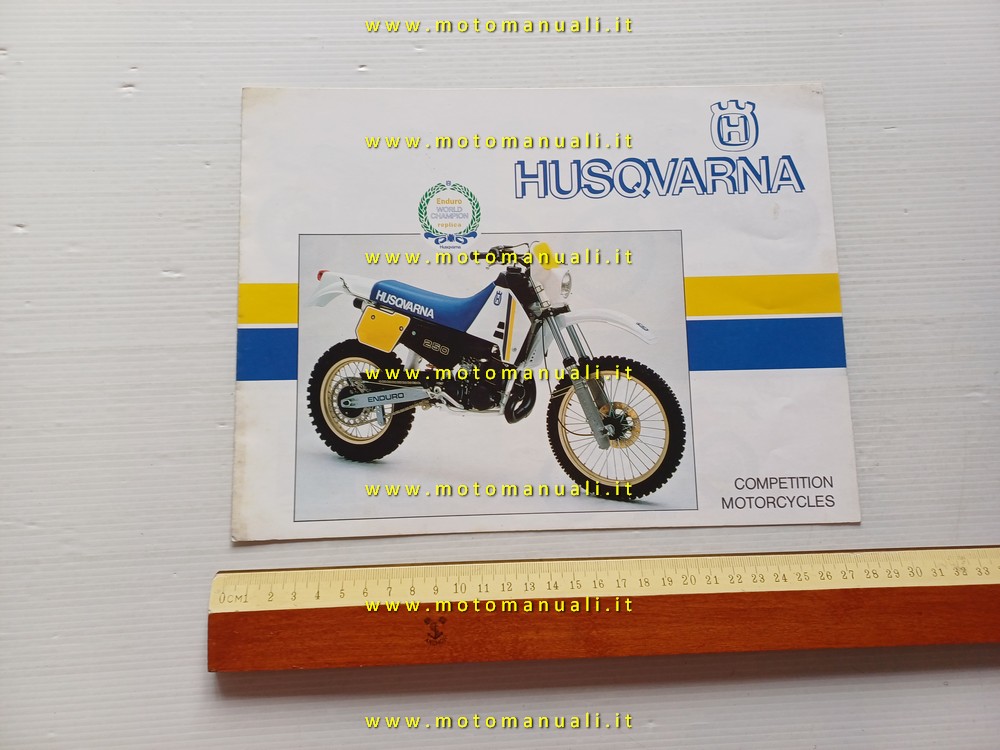 www.motomanuali.it
www.motomanuali.it
H
HUSQVARNA
Enduro
WORLD
CHAMPION
replica
Husqvarna
www.motomanuali.it
HUSQVARNA
250
www.motomanuali.it
ENDURO
www.motomanuali.it
COMPETITION
MOTORCYCLES
0CM1 2 3 4 5 6 7 8 9 10 11 12 13 14 15 16 17 18 19 20 21 22 23 24 25 26 27 28 29 30 31 32 33
www.motomanuali.it
www.motomanuali.it